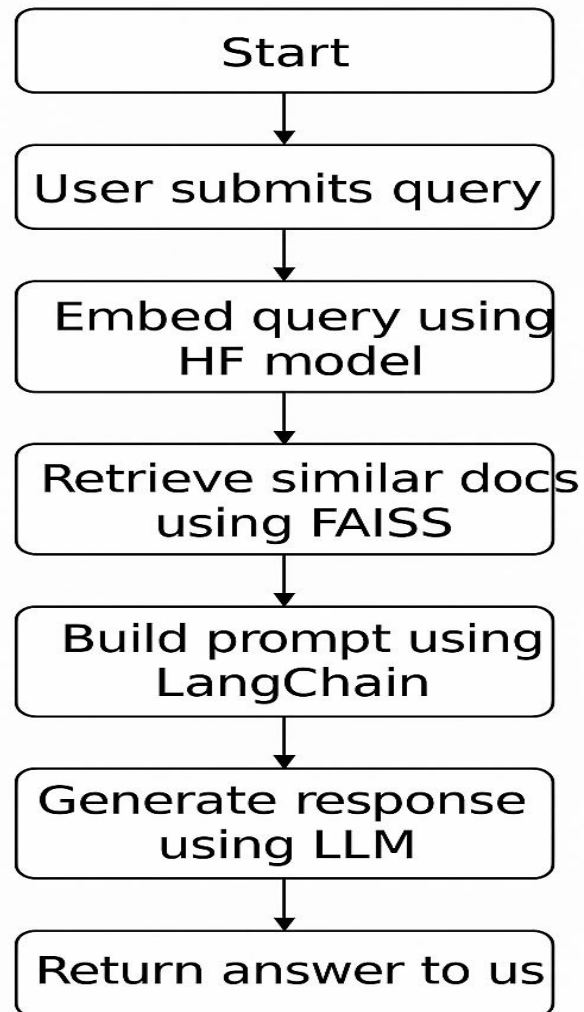 Start
User submits query
Embed query using
HF model
Retrieve similar docs
using FAISS
Build prompt using
LangChain
Generate response
using LLM
Return answer to us